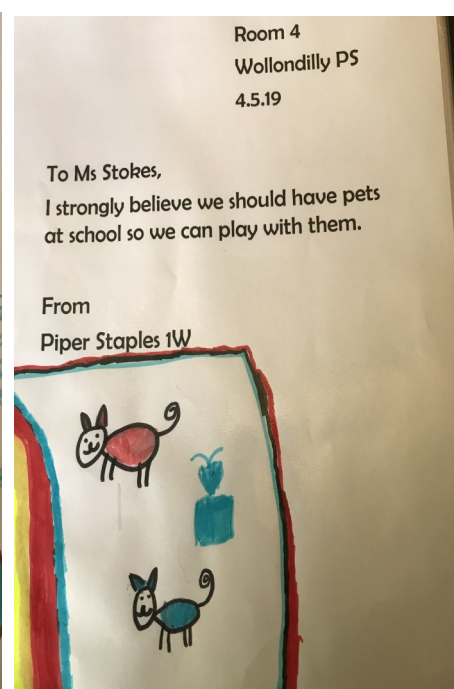 Room 4
Wollondilly PS
4.5.19
To Ms Stokes,
I strongly believe we should have pets
at school so we can play with them.
From
Piper Staples 1W